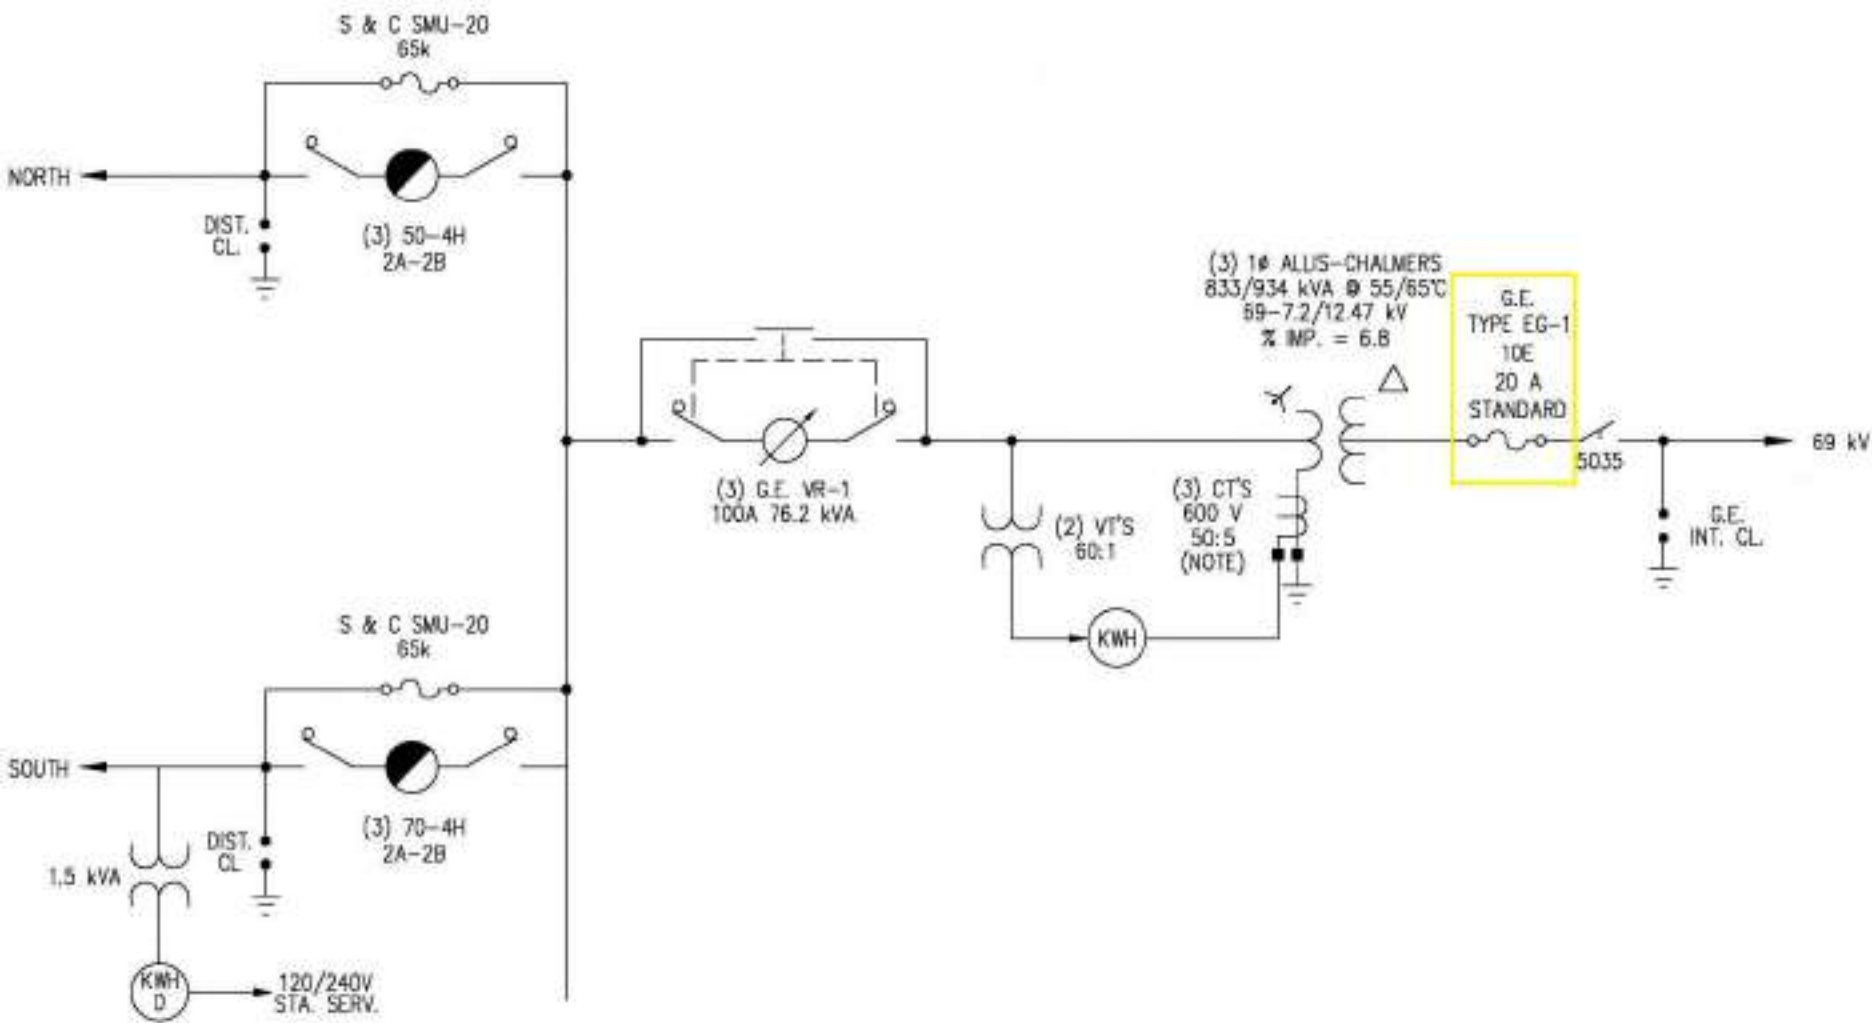 S & C SMU-20
65k
NORTH
DIST.
CL.
(3) 50-4H
2A-2B
(3) 1Ø ALLIS-CHALMERS
833/934 kVA @ 55/65°C
69-7.2/12.47 kV
% IMP. = 6.8
G.E.
TYPE EG-1
10E
20 A
STANDARD
5035
69 kV
G.E.
INT. CL.
(3) G.E. VR-1
100A 76.2 kVA
(2) VT'S
60:1
(3) CT'S
600 V
50:5
(NOTE)
KWH
S & C SMU-20
65k
SOUTH
DIST.
CL
(3) 70-4H
2A-2B
1.5 kVA
KWH
D
120/240V
STA. SERV.